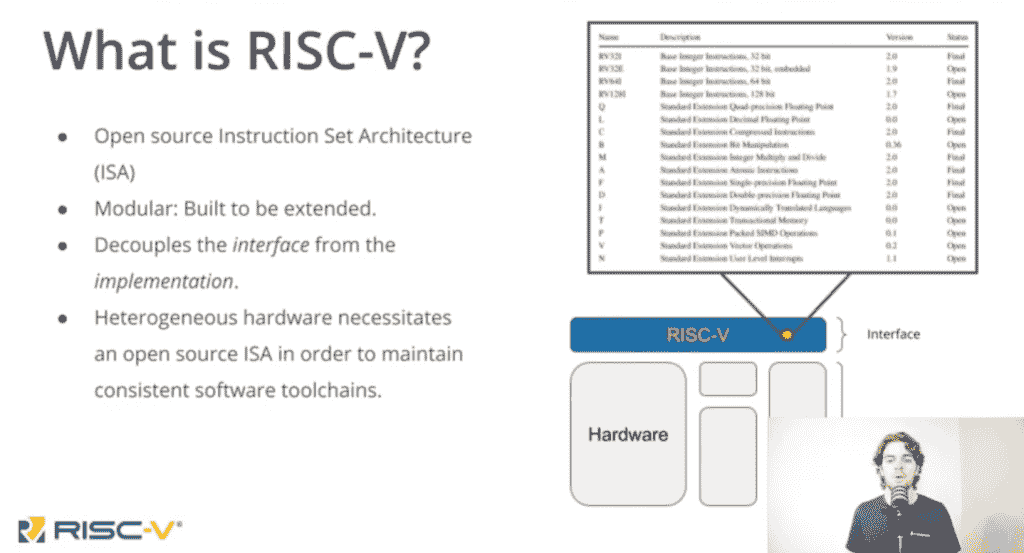 What is RISC-V?
● Open source Instruction Set Architecture
(ISA)
● Modular: Built to be extended.
● Decouples the interface from the
implementation.
● Heterogeneous hardware necessitates
an open source ISA in order to maintain
consistent software toolchains.
Name Description Version Status
RV32I Base Integer Instructions, 32 bit 2.0 Final
RV32E Base Integer Instructions, 32 bit, embedded 1.9 Open
RV64I Base Integer Instructions, 64 bit 2.0 Final
RV128I Base Integer Instructions, 128 bit 1.7 Open
Q Standard Extension Quad-precision Floating Point 2.0 Final
L Standard Extension Decimal Floating Point 0.0 Open
C Standard Extension Compressed Instructions 2.0 Final
B Standard Extension Bit Manipulation 0.36 Open
M Standard Extension Integer Multiply and Divide 2.0 Final
A Standard Extension Atomic Instructions 2.0 Final
F Standard Extension Single-precision Floating Point 2.0 Final
D Standard Extension Double-precision Floating Point 2.0 Final
J Standard Extension Dynamically Translated Languages 0.0 Open
T Standard Extension Transactional Memory 0.0 Open
P Standard Extension Packed SIMD Operations 0.1 Open
V Standard Extension Vector Operations 0.2 Open
N Standard Extension User Level Interrupts 1.1 Open
RISC-V
Interface
Hardware
RISC-V®